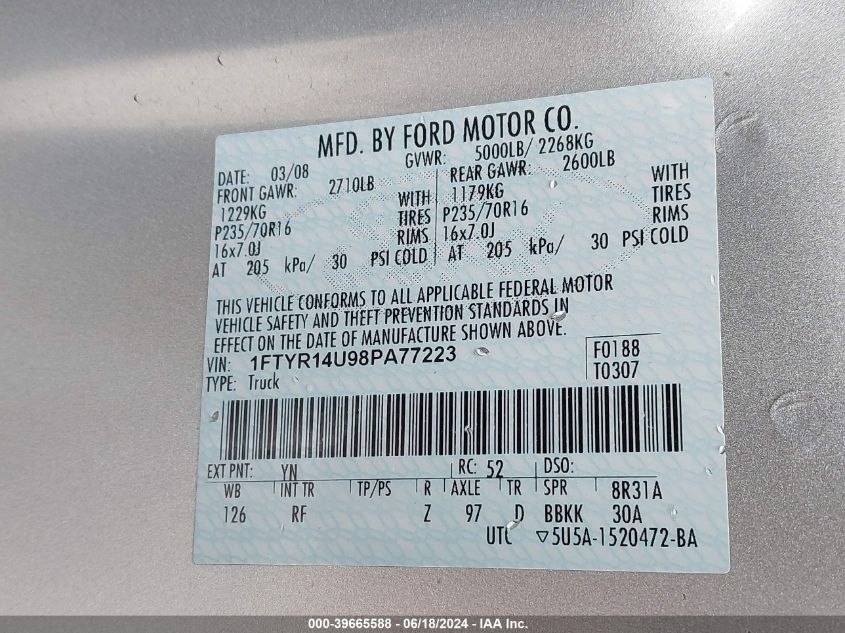 MFD. BY FORD MOTOR CO.
DATE: 03/08 GVWR: 5000LB/ 2268KG
FRONT GAWR: 2710LB REAR GAWR: 2600LB
1229KG WITH 1179KG WITH
P235/70R16 TIRES P235/70R16 TIRES
16x7.0J RIMS 16x7.0J RIMS
AT 205 kPa/ 30 PSI COLD AT 205 kPa/ 30 PSI COLD
THIS VEHICLE CONFORMS TO ALL APPLICABLE FEDERAL MOTOR
VEHICLE SAFETY AND THEFT PREVENTION STANDARDS IN
EFFECT ON THE DATE OF MANUFACTURE SHOWN ABOVE.
VIN: 1FTYR14U98PA77223 F0188
TYPE: Truck T0307
EXT PNT: YN RC: 52 DSO:
WB INT TR TP/PS R AXLE TR SPR 8R31A
126 RF Z 97 D BBKK 30A
UTC ▽5U5A-1520472-BA
000-39665588 - 06/18/2024 - IAA Inc.